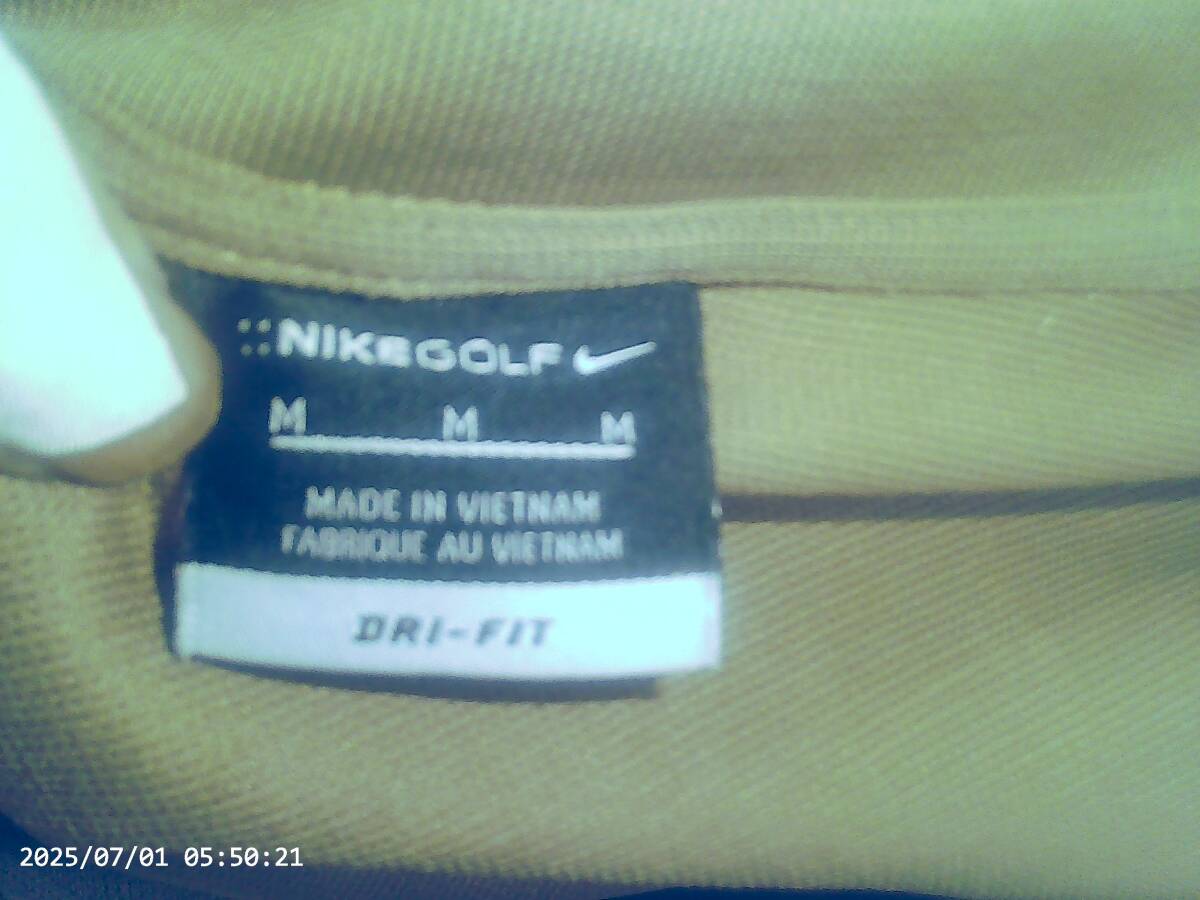 NIKEGOLF
M M M
MADE IN VIETNAM
FABRIQUE AU VIETNAM
DRI-FIT
2025/07/01 05:50:21